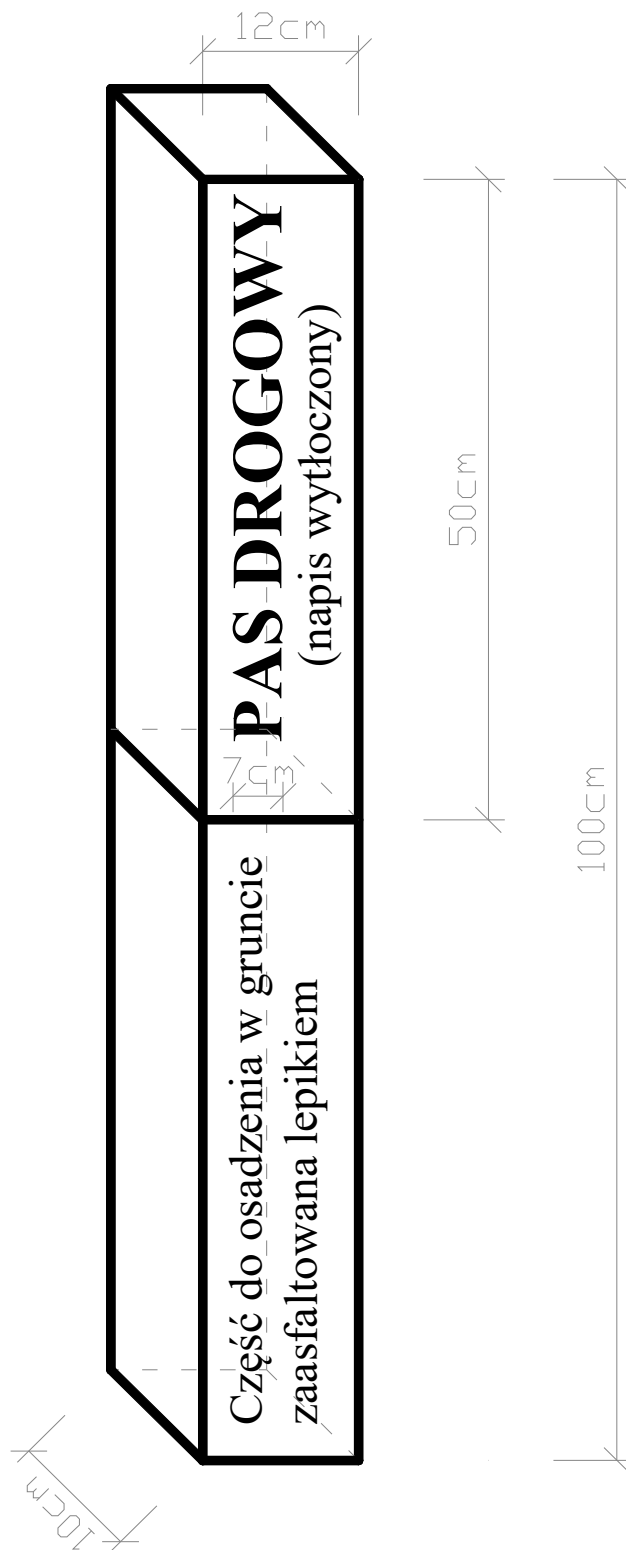 12cm
PAS DROGOWY
(napis wytłoczony)
50cm
7cm
100cm
Część do osadzenia w gruncie
zaasfaltowana lepikiem
10cm